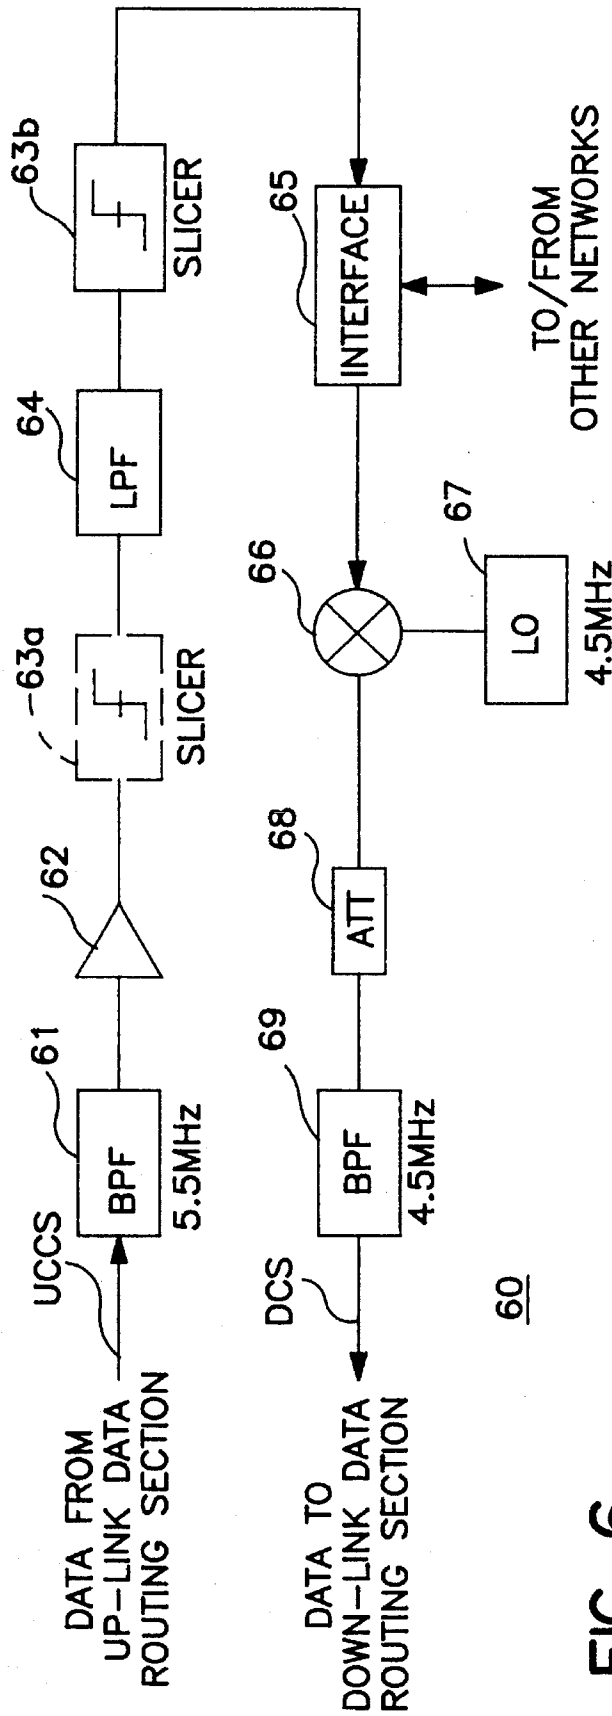 DATA FROM
UP-LINK DATA
ROUTING SECTION
UCCS
61
BPF
5.5MHz
62
63a
SLICER
64
LPF
63b
SLICER
DATA TO
DOWN-LINK DATA
ROUTING SECTION
DCS
69
BPF
4.5MHz
68
ATT
66
67
LO
4.5MHz
65
INTERFACE
TO/FROM
OTHER NETWORKS
60
FIG. 6